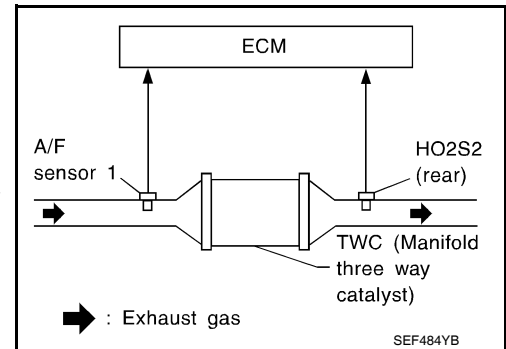 ECM
A/F
sensor 1
HO2S2
(rear)
TWC (Manifold
three way
catalyst)
: Exhaust gas
SEF484YB